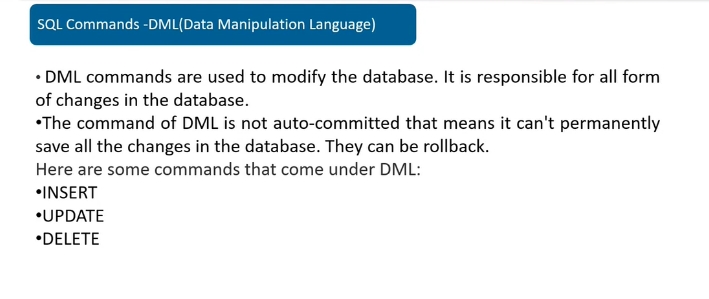 SQL Commands -DML(Data Manipulation Language)
• DML commands are used to modify the database. It is responsible for all form
of changes in the database.
•The command of DML is not auto-committed that means it can't permanently
save all the changes in the database. They can be rollback.
Here are some commands that come under DML:
•INSERT
•UPDATE
•DELETE